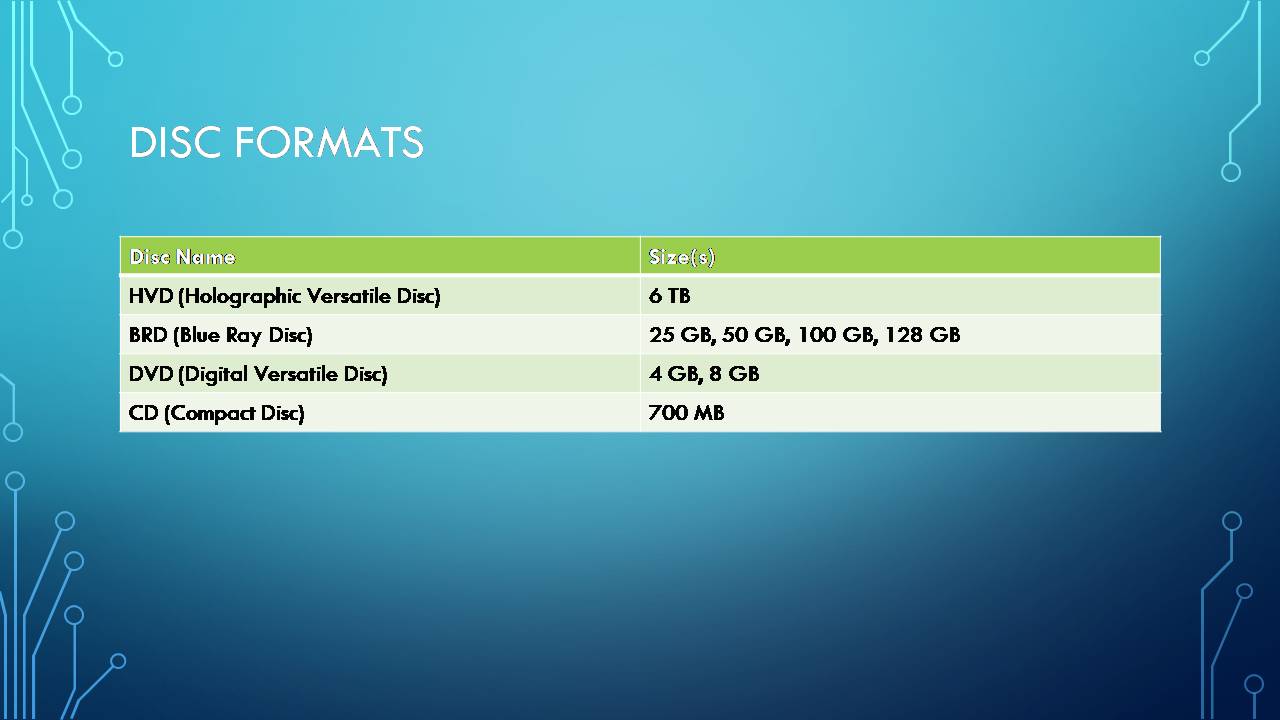 DISC FORMATS
Disc Name Size(s)
HVD (Holographic Versatile Disc) 6 TB
BRD (Blue Ray Disc) 25 GB, 50 GB, 100 GB, 128 GB
DVD (Digital Versatile Disc) 4 GB, 8 GB
CD (Compact Disc) 700 MB